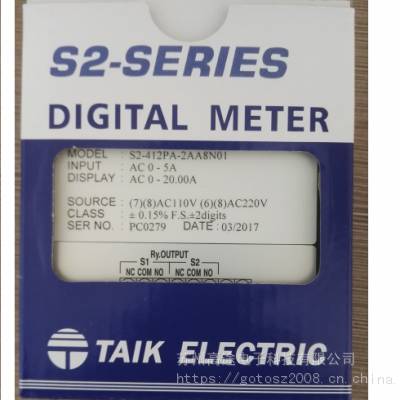 S2-SERIES
DIGITAL METER
MODEL : S2-412PA-2AA8N01
INPUT : AC 0 - 5A
DISPLAY : AC 0 - 20.00A
SOURCE : (7)(8)AC110V (6)(8)AC220V
CLASS : ± 0.15% F.S.±2digits
SER NO. : PC0279 DATE : 03/2017
Ry.OUTPUT
S1 S2
NC COM NO NC COM NO
TAIK ELECTRIC
https://gotosz2008.cn.china.cn